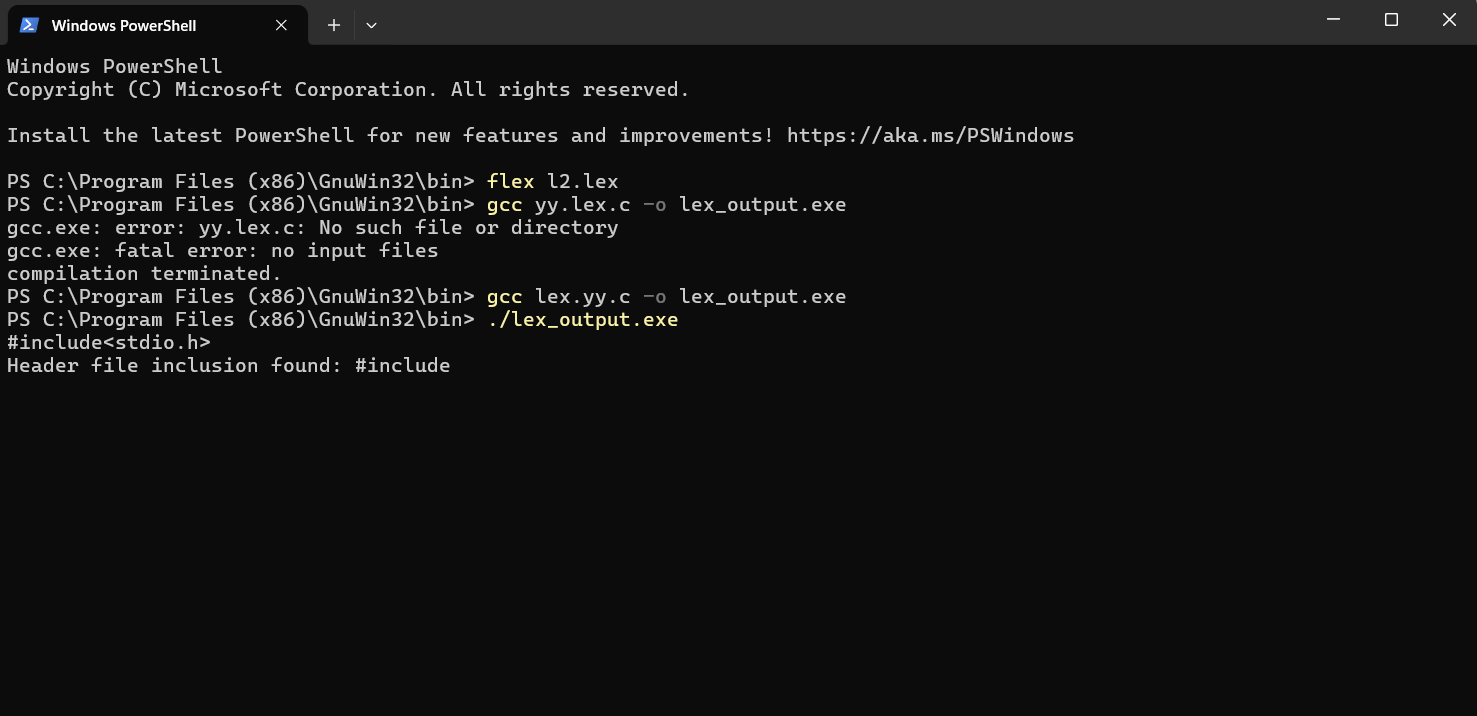 Windows PowerShell
Windows PowerShell
Copyright (C) Microsoft Corporation. All rights reserved.
Install the latest PowerShell for new features and improvements! https://aka.ms/PSWindows
PS C:\Program Files (x86)\GnuWin32\bin> flex l2.lex
PS C:\Program Files (x86)\GnuWin32\bin> gcc yy.lex.c -o lex_output.exe
gcc.exe: error: yy.lex.c: No such file or directory
gcc.exe: fatal error: no input files
compilation terminated.
PS C:\Program Files (x86)\GnuWin32\bin> gcc lex.yy.c -o lex_output.exe
PS C:\Program Files (x86)\GnuWin32\bin> ./lex_output.exe
#include<stdio.h>
Header file inclusion found: #include